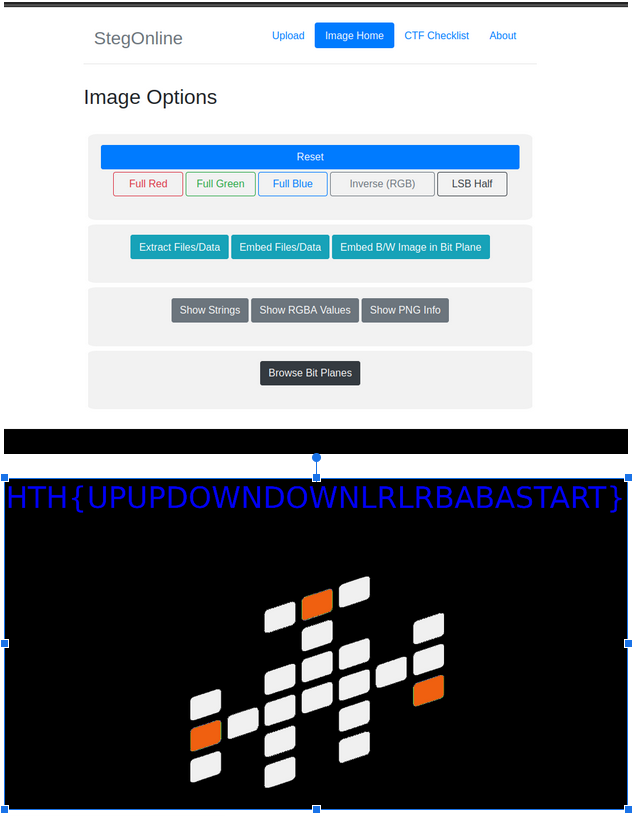 StegOnline
Upload Image Home CTF Checklist About
Image Options
Reset
Full Red Full Green Full Blue Inverse (RGB) LSB Half
Extract Files/Data Embed Files/Data Embed B/W Image in Bit Plane
Show Strings Show RGBA Values Show PNG Info
Browse Bit Planes
HTH{UPUPDOWNDOWNLRLRBABASTART}